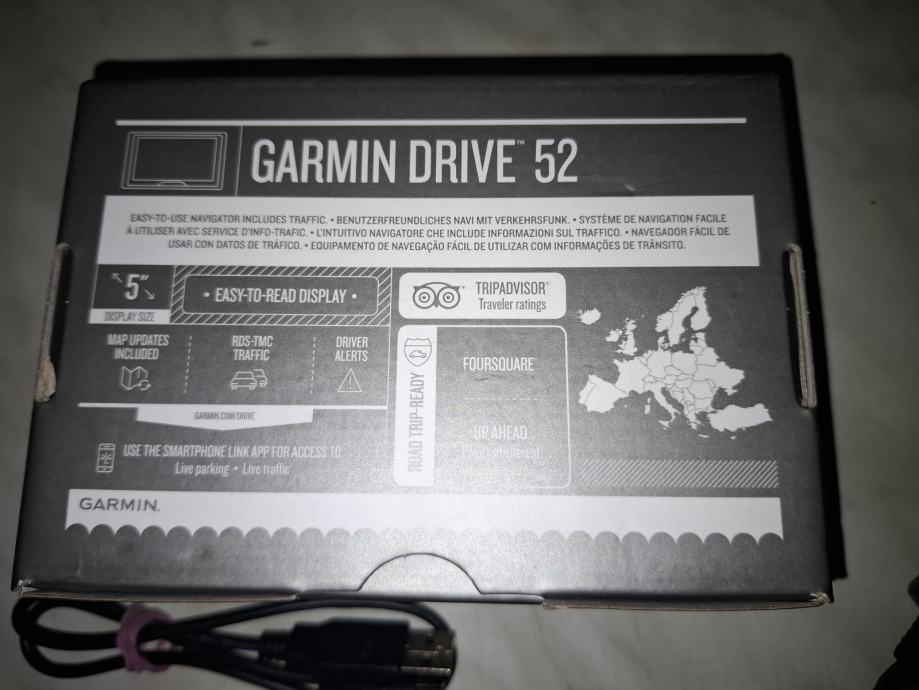 GARMIN DRIVE™ 52
EASY-TO-USE NAVIGATOR INCLUDES TRAFFIC. • BENUTZERFREUNDLICHES NAVI MIT VERKEHRSFUNK. • SYSTÈME DE NAVIGATION FACILE
À UTILISER AVEC SERVICE D'INFO-TRAFIC. • L'INTUITIVO NAVIGATORE CHE INCLUDE INFORMAZIONI SUL TRAFFICO. • NAVEGADOR FÁCIL DE
USAR CON DATOS DE TRÁFICO. • EQUIPAMENTO DE NAVEGAÇÃO FÁCIL DE UTILIZAR COM INFORMAÇÕES DE TRÂNSITO.
5"
DISPLAY SIZE
• EASY-TO-READ DISPLAY •
MAP UPDATES
INCLUDED
RDS-TMC
TRAFFIC
DRIVER
ALERTS
GARMIN.COM/DRIVE
USE THE SMARTPHONE LINK APP FOR ACCESS TO
Live parking • Live traffic
TRIPADVISOR®
Traveler ratings
ROAD TRIP-READY
FOURSQUARE®
UP AHEAD
Points of interest
GARMIN.